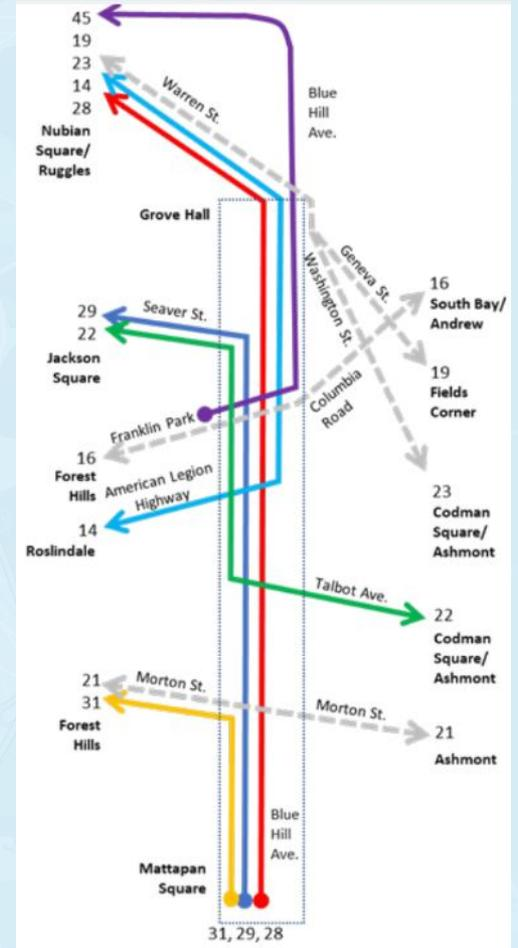 45
19
23
14
28
Nubian
Square/
Ruggles
Warren St.
Blue
Hill
Ave.
Grove Hall
Geneva St.
Washington St.
16
South Bay/
Andrew
29
Seaver St.
22
Jackson
Square
19
Fields
Corner
Columbia
Road
Franklin Park
16
Forest
Hills
American Legion
Highway
14
Roslindale
23
Codman
Square/
Ashmont
Talbot Ave.
22
Codman
Square/
Ashmont
21
Morton St.
31
Forest
Hills
Morton St.
21
Ashmont
Blue
Hill
Ave.
Mattapan
Square
31, 29, 28